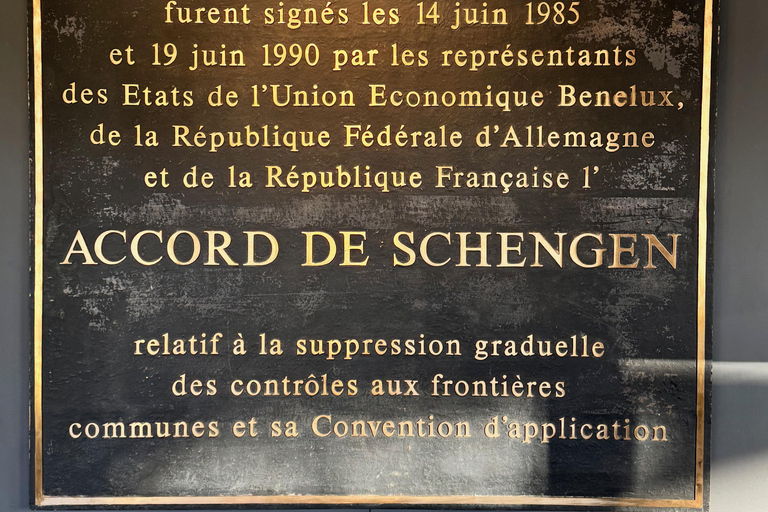 furent signés les 14 juin 1985
et 19 juin 1990 par les représentants
des Etats de l'Union Economique Benelux,
de la République Fédérale d'Allemagne
et de la République Française l'
ACCORD DE SCHENGEN
relatif à la suppression graduelle
des contrôles aux frontières
communes et sa Convention d'application